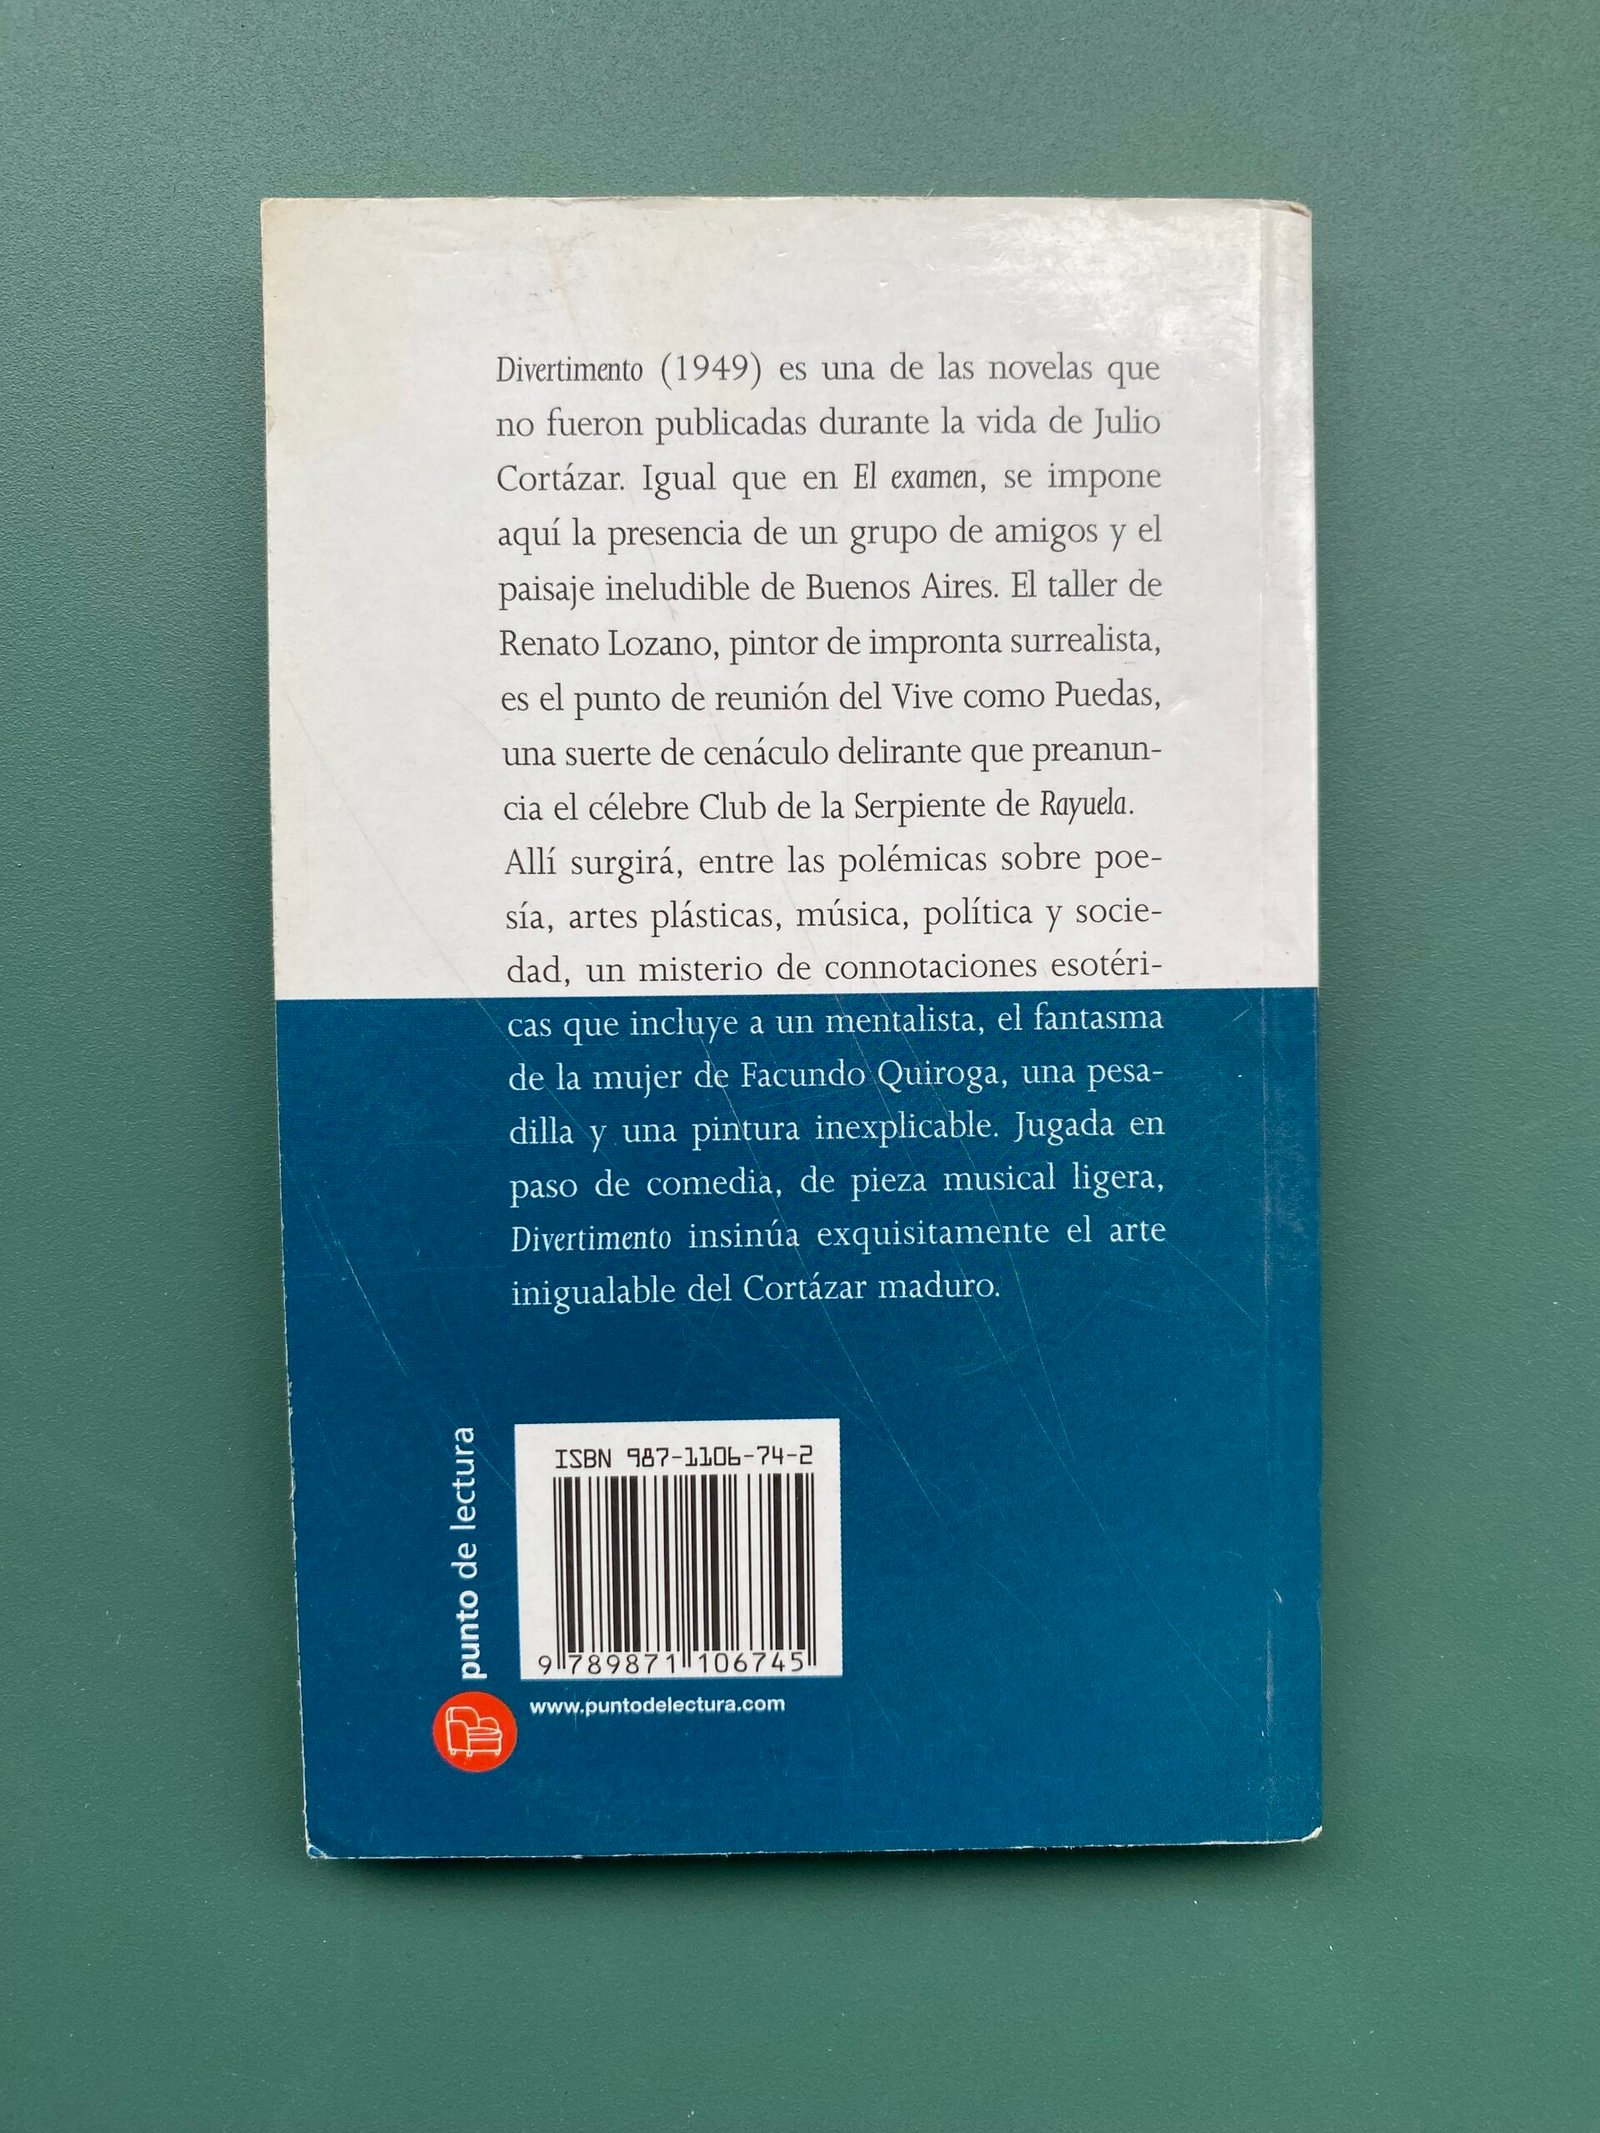 Divertimento (1949) es una de las novelas que
no fueron publicadas durante la vida de Julio
Cortázar. Igual que en El examen, se impone
aquí la presencia de un grupo de amigos y el
paisaje ineludible de Buenos Aires. El taller de
Renato Lozano, pintor de impronta surrealista,
es el punto de reunión del Vive como Puedas,
una suerte de cenáculo delirante que preanun-
cia el célebre Club de la Serpiente de Rayuela.
Allí surgirá, entre las polémicas sobre poe-
sía, artes plásticas, música, política y socie-
dad, un misterio de connotaciones esotéri-
cas que incluye a un mentalista, el fantasma
de la mujer de Facundo Quiroga, una pesa-
dilla y una pintura inexplicable. Jugada en
paso de comedia, de pieza musical ligera,
Divertimento insinúa exquisitamente el arte
inigualable del Cortázar maduro.
punto de lectura
ISBN 987-1106-74-2
9 789871 106745
www.puntodelectura.com